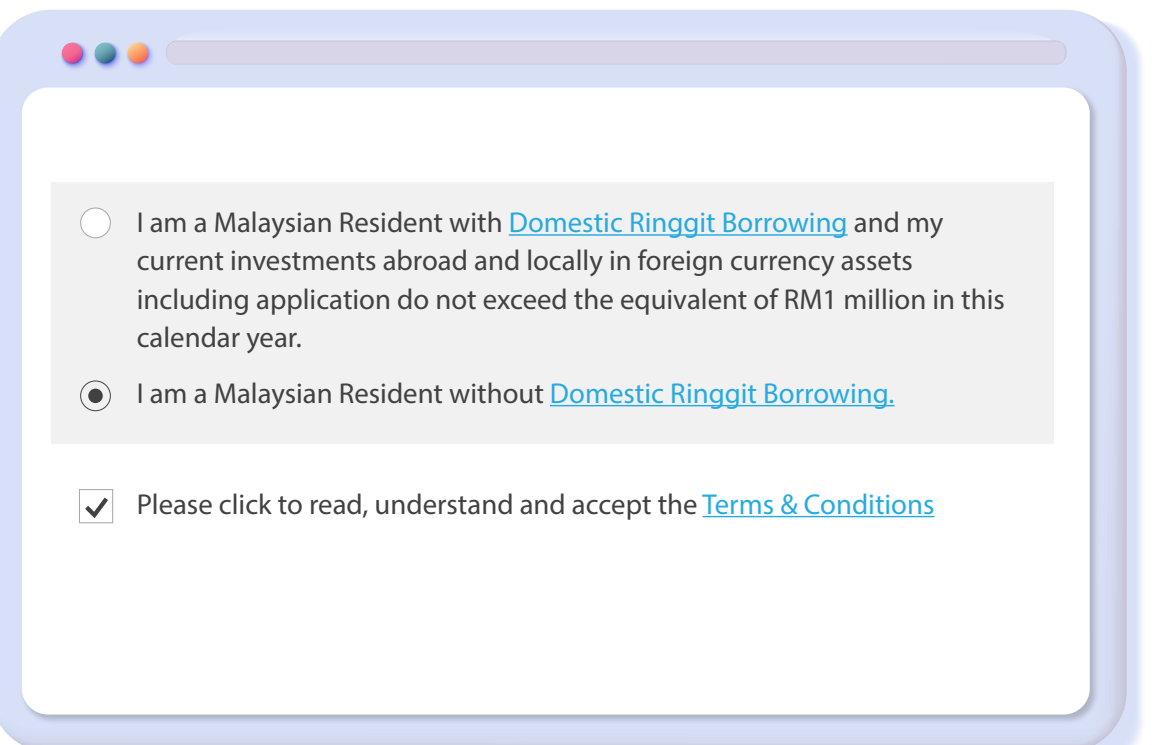 I am a Malaysian Resident with Domestic Ringgit Borrowing and my
current investments abroad and locally in foreign currency assets
including application do not exceed the equivalent of RM1 million in this
calendar year.
I am a Malaysian Resident without Domestic Ringgit Borrowing.
Please click to read, understand and accept the Terms & Conditions